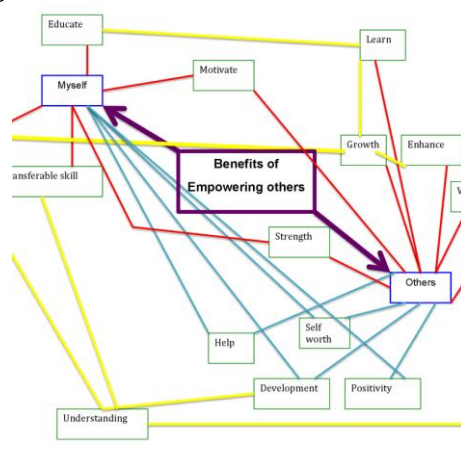 Educate
Learn
Motivate
Myself
Growth
Enhance
Benefits of
Empowering others
ansferable skill
W
Strength
Others
Self
worth
Help
Development
Positivity
Understanding